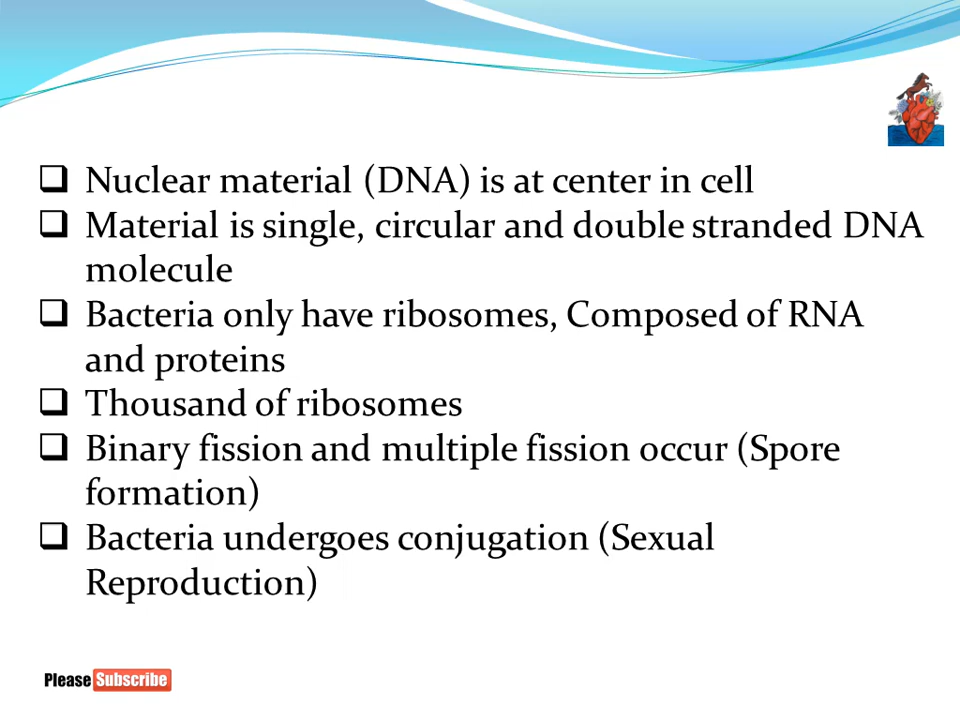 Nuclear material (DNA) is at center in cell
Material is single, circular and double stranded DNA
molecule
Bacteria only have ribosomes, Composed of RNA
and proteins
Thousand of ribosomes
Binary fission and multiple fission occur (Spore
formation)
Bacteria undergoes conjugation (Sexual
Reproduction)
Please Subscribe